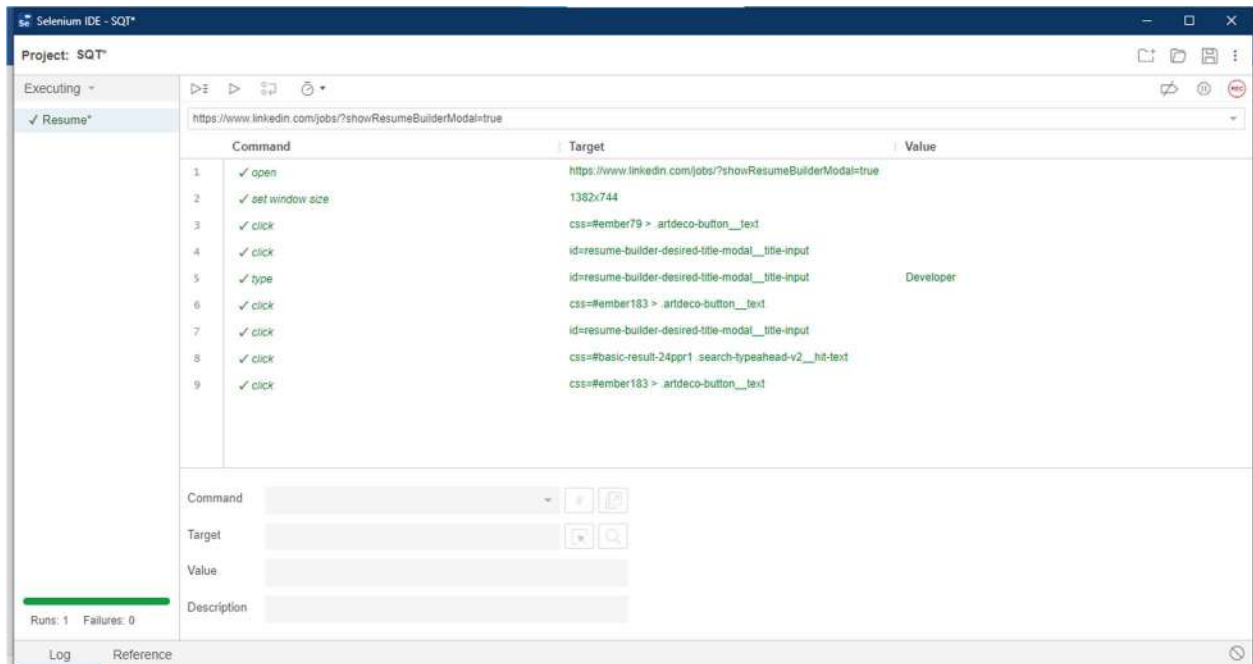 Se Selenium IDE - SQT*
Project: SQT*
Executing
✓ Resume*
REC
https://www.linkedin.com/jobs/?showResumeBuilderModal=true
Command Target Value
1 ✓ open https://www.linkedin.com/jobs/?showResumeBuilderModal=true
2 ✓ set window size 1382x744
3 ✓ click css=#ember79 > .artdeco-button__text
4 ✓ click id=resume-builder-desired-title-modal__title-input
5 ✓ type id=resume-builder-desired-title-modal__title-input Developer
6 ✓ click css=#ember183 > .artdeco-button__text
7 ✓ click id=resume-builder-desired-title-modal__title-input
8 ✓ click css=#basic-result-24ppr1 .search-typeahead-v2__hit-text
9 ✓ click css=#ember183 > .artdeco-button__text
Command
Target
Value
Description
Runs: 1 Failures: 0
Log Reference